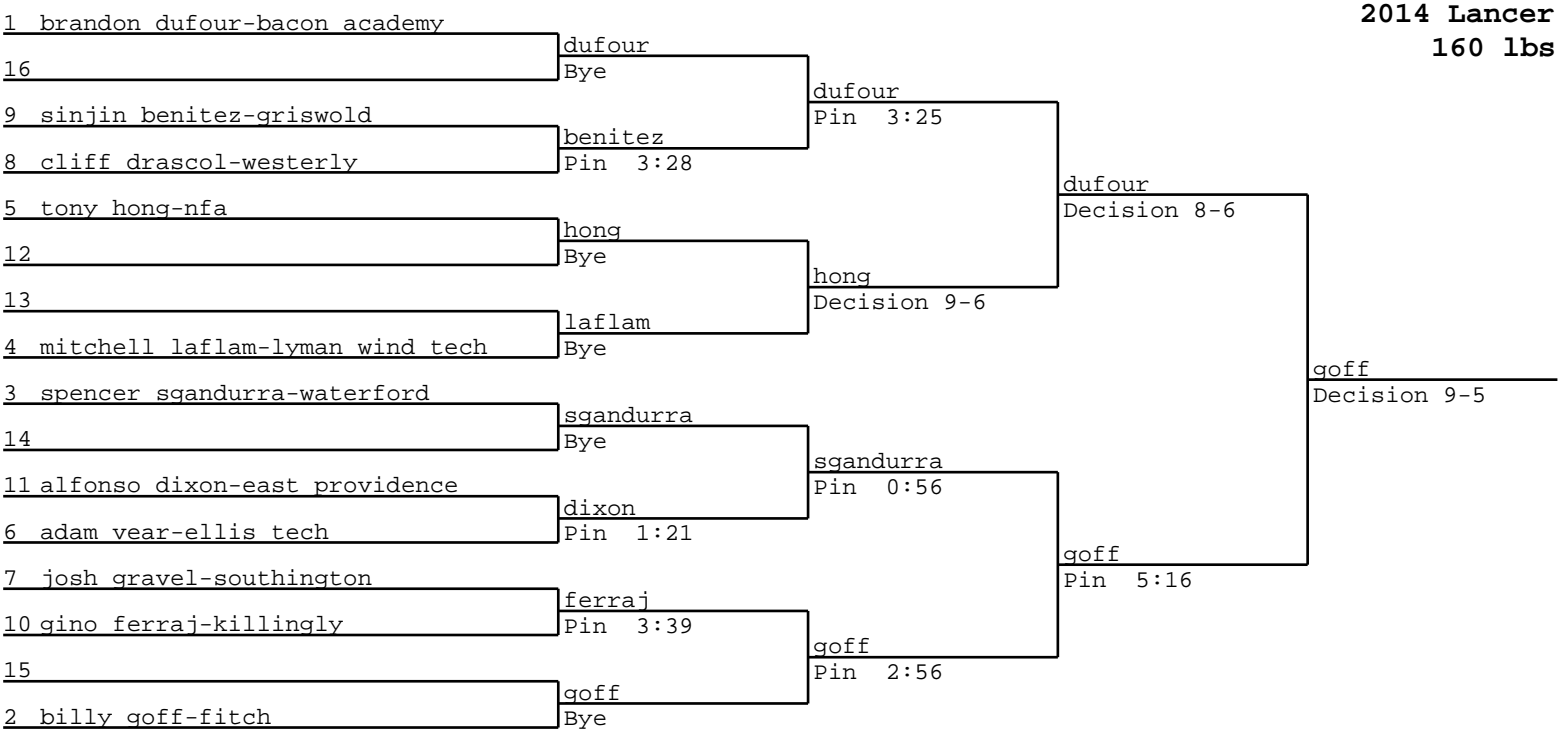 2014 Lancer
160 lbs
1 brandon dufour-bacon academy
16
9 sinjin benitez-griswold
8 cliff drascol-westerly
5 tony hong-nfa
12
13
4 mitchell laflam-lyman wind tech
3 spencer sgandurra-waterford
14
11 alfonso dixon-east providence
6 adam vear-ellis tech
7 josh gravel-southington
10 gino ferraj-killingly
15
2 billy goff-fitch
dufour
Bye
benitez
Pin 3:28
hong
Bye
laflam
Bye
sgandurra
Bye
dixon
Pin 1:21
ferraj
Pin 3:39
goff
Bye
dufour
Pin 3:25
hong
Decision 9-6
sgandurra
Pin 0:56
goff
Pin 2:56
dufour
Decision 8-6
goff
Pin 5:16
goff
Decision 9-5